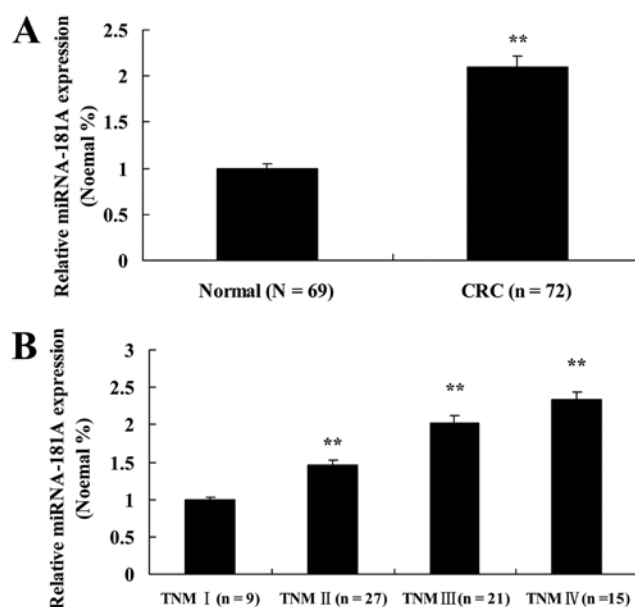 A
Relative miRNA-181A expression
(Noemal %)
2.5
2
1.5
1
0.5
0
**
Normal (N = 69)
CRC (n = 72)
B
Relative miRNA-181A expression
(Noemal %)
3
2.5
2
1.5
1
0.5
0
**
**
**
TNM Ⅰ (n = 9)
TNM Ⅱ (n = 27)
TNM Ⅲ (n = 21)
TNM Ⅳ (n =15)